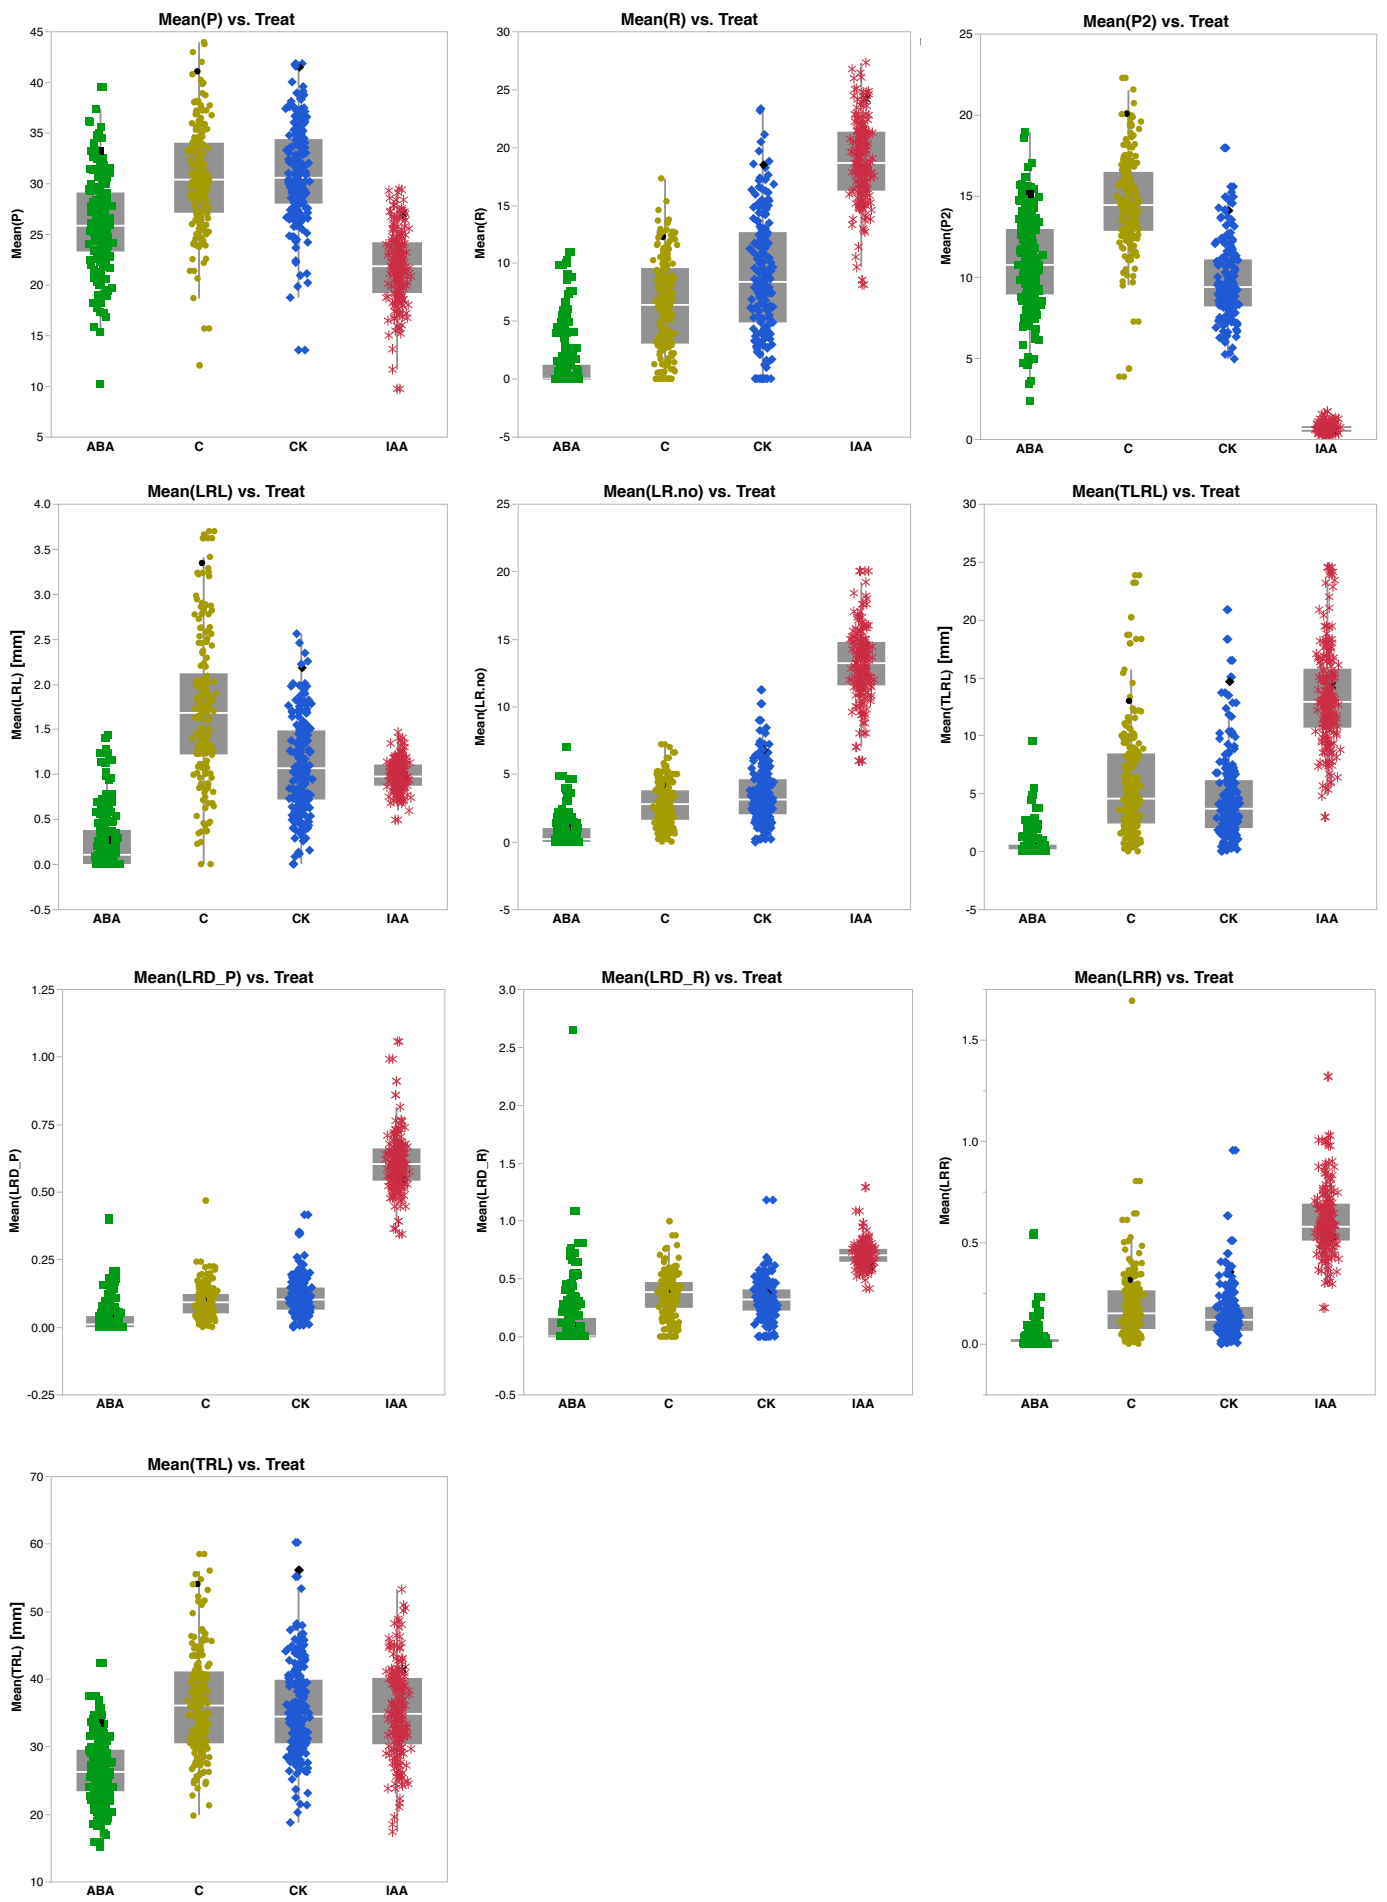 Mean(P) vs. Treat
Mean(P)
45
40
35
30
25
20
15
10
5
ABA C CK IAA
Mean(R) vs. Treat
Mean(R)
30
25
20
15
10
5
0
-5
ABA C CK IAA
Mean(P2) vs. Treat
Mean(P2)
25
20
15
10
5
0
ABA C CK IAA
Mean(LRL) vs. Treat
Mean(LRL) [mm]
4.0
3.5
3.0
2.5
2.0
1.5
1.0
0.5
0.0
-0.5
ABA C CK IAA
Mean(LR.no) vs. Treat
Mean(LR.no)
25
20
15
10
5
0
-5
ABA C CK IAA
Mean(TLRL) vs. Treat
Mean(TLRL) [mm]
30
25
20
15
10
5
0
-5
ABA C CK IAA
Mean(LRD_P) vs. Treat
Mean(LRD_P)
1.25
1.00
0.75
0.50
0.25
0.00
-0.25
ABA C CK IAA
Mean(LRD_R) vs. Treat
Mean(LRD_R)
3.0
2.5
2.0
1.5
1.0
0.5
0.0
-0.5
ABA C CK IAA
Mean(LRR) vs. Treat
Mean(LRR)
1.5
1.0
0.5
0.0
ABA C CK IAA
Mean(TRL) vs. Treat
Mean(TRL) [mm]
70
60
50
40
30
20
10
ABA C CK IAA